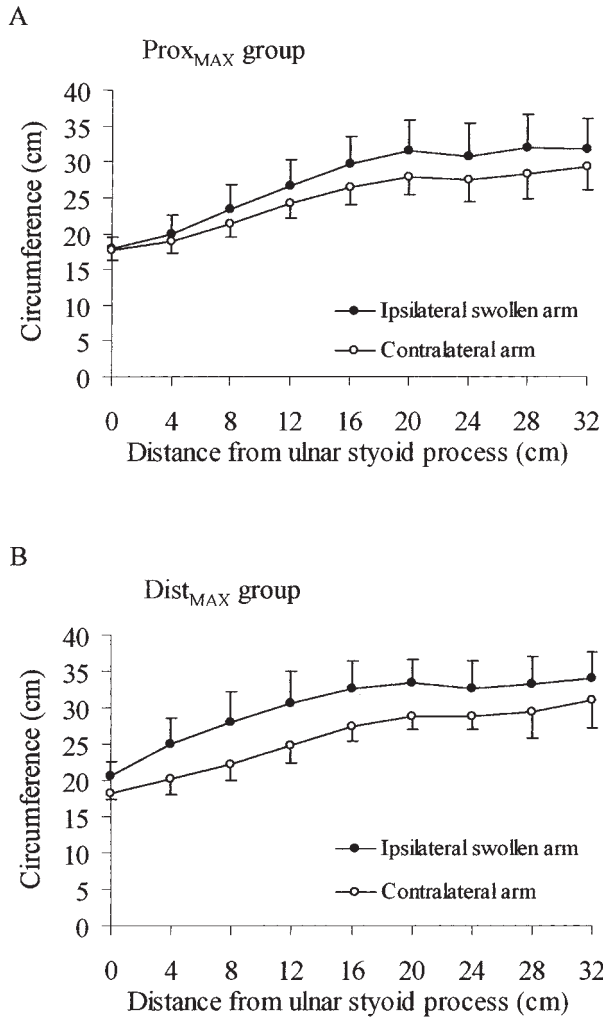 A
Prox_MAX group
40
35
30
25
20
15
10
5
0
Circumference (cm)
Ipsilateral swollen arm
Contralateral arm
0 4 8 12 16 20 24 28 32
Distance from ulnar styoid process (cm)
B
Dist_MAX group
40
35
30
25
20
15
10
5
0
Circumference (cm)
Ipsilateral swollen arm
Contralateral arm
0 4 8 12 16 20 24 28 32
Distance from ulnar styoid process (cm)